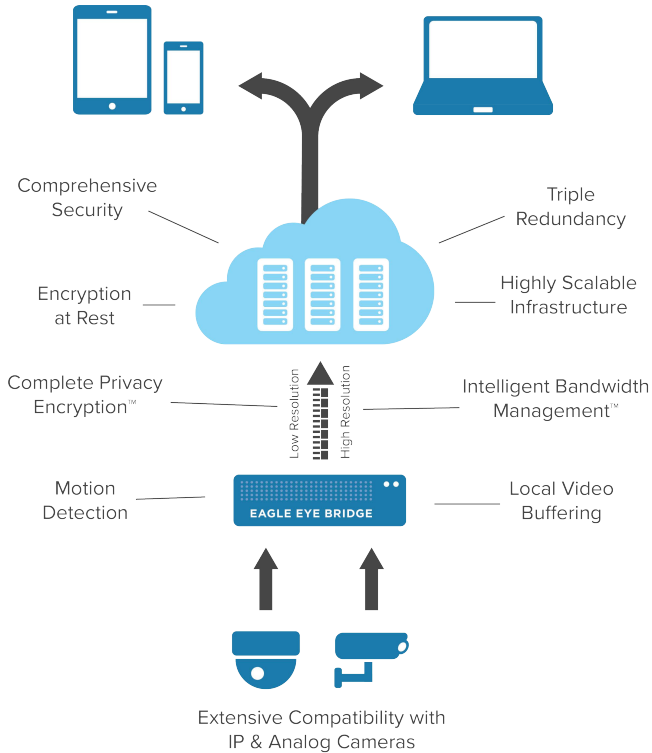 Comprehensive
Security
Triple
Redundancy
Encryption
at Rest
Highly Scalable
Infrastructure
Complete Privacy
Encryption™
Low Resolution
High Resolution
Intelligent Bandwidth
Management™
Motion
Detection
EAGLE EYE BRIDGE
Local Video
Buffering
Extensive Compatibility with
IP & Analog Cameras